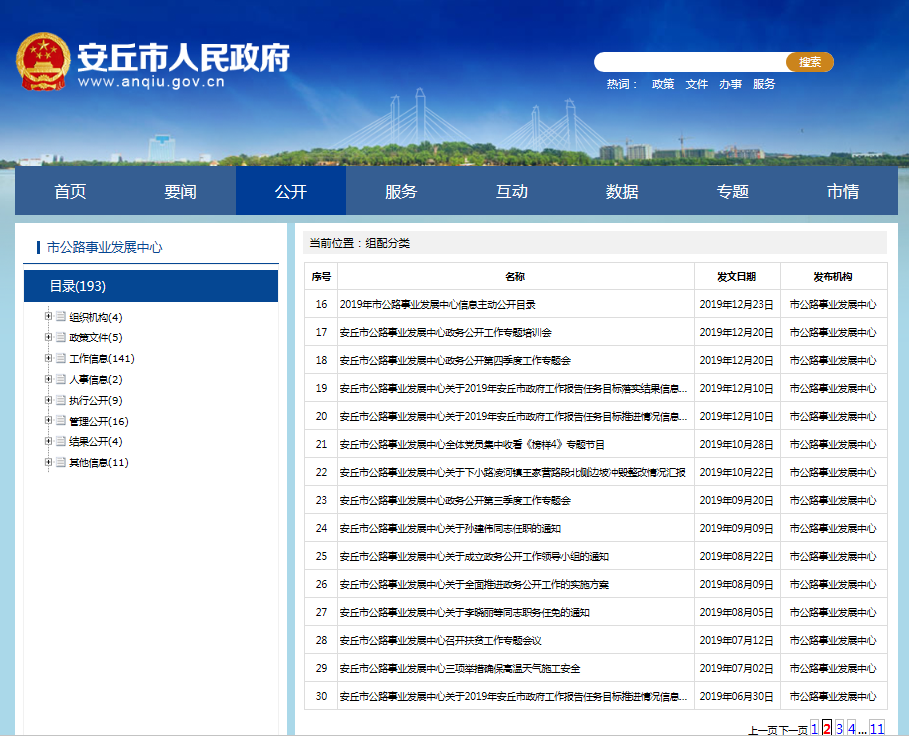 安丘市人民政府
www.anqiu.gov.cn
搜索
热词： 政策 文件 办事 服务
首页 要闻 公开 服务 互动 数据 专题 市情
市公路事业发展中心
目录(193)
组织机构(4)
政策文件(5)
工作信息(141)
人事信息(2)
执行公开(9)
管理公开(16)
结果公开(4)
其他信息(11)
当前位置：组配分类
序号 名称 发文日期 发布机构
16 2019年市公路事业发展中心信息主动公开目录 2019年12月23日 市公路事业发展中心
17 安丘市公路事业发展中心政务公开工作专题培训会 2019年12月20日 市公路事业发展中心
18 安丘市公路事业发展中心政务公开第四季度工作专题会 2019年12月20日 市公路事业发展中心
19 安丘市公路事业发展中心关于2019年安丘市政府工作报告任务目标落实结果信息... 2019年12月10日 市公路事业发展中心
20 安丘市公路事业发展中心关于2019年安丘市政府工作报告任务目标推进情况信息... 2019年12月10日 市公路事业发展中心
21 安丘市公路事业发展中心全体党员集中收看《榜样4》专题节目 2019年10月28日 市公路事业发展中心
22 安丘市公路事业发展中心关于下小路凌河镇王家营路段北侧边坡冲毁整改情况汇报 2019年10月22日 市公路事业发展中心
23 安丘市公路事业发展中心政务公开第三季度工作专题会 2019年09月20日 市公路事业发展中心
24 安丘市公路事业发展中心关于孙建伟同志任职的通知 2019年09月09日 市公路事业发展中心
25 安丘市公路事业发展中心关于成立政务公开工作领导小组的通知 2019年08月22日 市公路事业发展中心
26 安丘市公路事业发展中心关于全面推进政务公开工作的实施方案 2019年08月09日 市公路事业发展中心
27 安丘市公路事业发展中心关于李晓丽等同志职务任免的通知 2019年08月05日 市公路事业发展中心
28 安丘市公路事业发展中心召开扶贫工作专题会议 2019年07月12日 市公路事业发展中心
29 安丘市公路事业发展中心三项举措确保高温天气施工安全 2019年07月02日 市公路事业发展中心
30 安丘市公路事业发展中心关于2019年安丘市政府工作报告任务目标推进情况信息... 2019年06月30日 市公路事业发展中心
上一页 下一页 1 2 3 4 ... 11